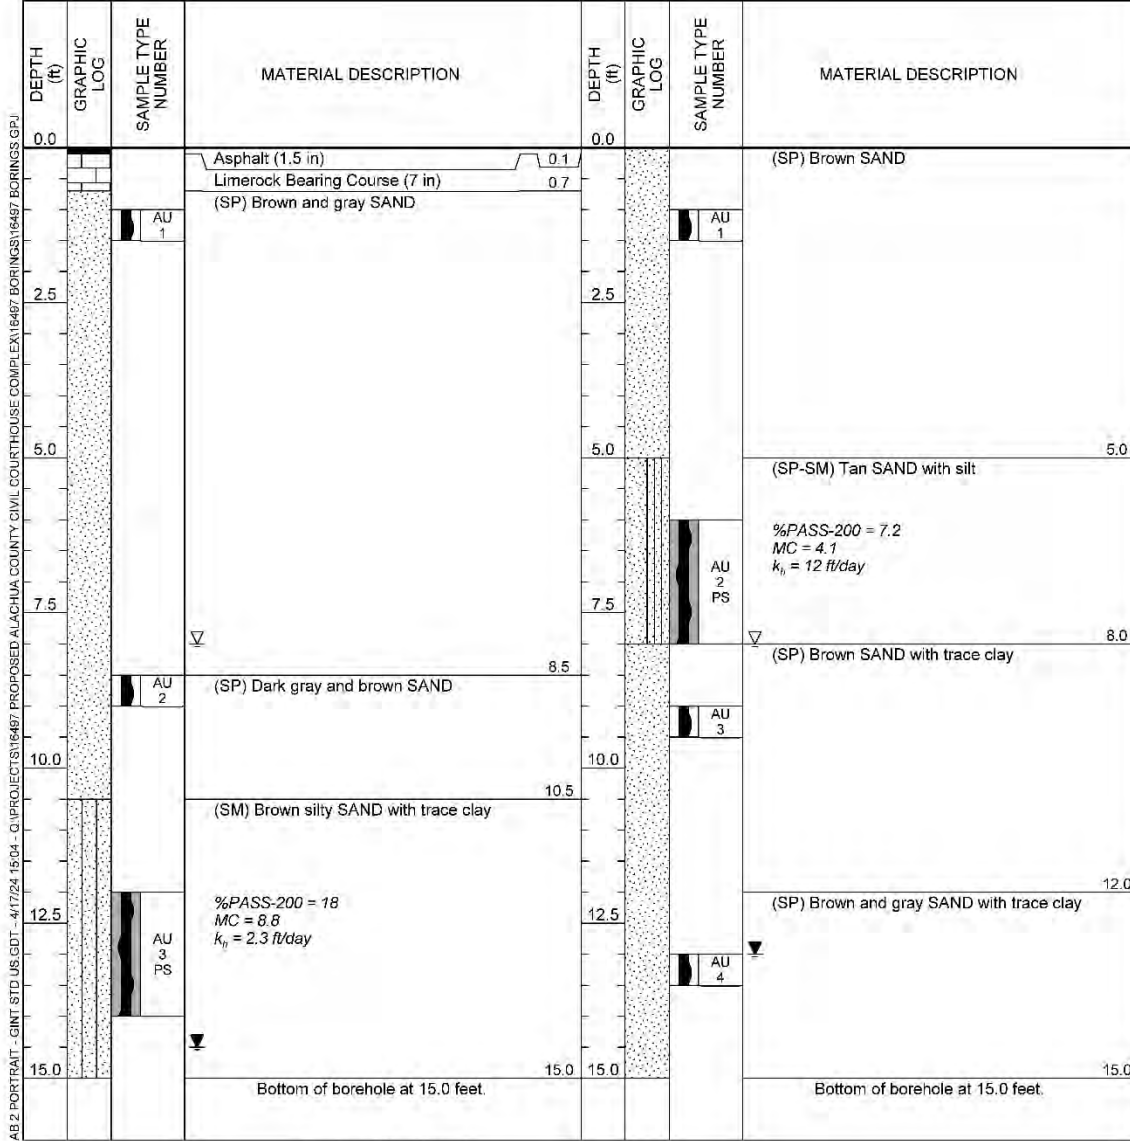 DEPTH (ft)
GRAPHIC LOG
SAMPLE TYPE NUMBER
MATERIAL DESCRIPTION
0.0
Asphalt (1.5 in) 0.1
Limerock Bearing Course (7 in) 0.7
(SP) Brown and gray SAND
AU
1
2.5
5.0
7.5
8.5
AU
2
(SP) Dark gray and brown SAND
10.0
10.5
(SM) Brown silty SAND with trace clay
%PASS-200 = 18
MC = 8.8
kh = 2.3 ft/day
12.5
AU
3
PS
15.0
15.0
Bottom of borehole at 15.0 feet.
DEPTH (ft)
GRAPHIC LOG
SAMPLE TYPE NUMBER
MATERIAL DESCRIPTION
0.0
(SP) Brown SAND
AU
1
2.5
5.0
5.0
(SP-SM) Tan SAND with silt
%PASS-200 = 7.2
MC = 4.1
kh = 12 ft/day
AU
2
PS
7.5
8.0
(SP) Brown SAND with trace clay
AU
3
10.0
12.0
(SP) Brown and gray SAND with trace clay
12.5
AU
4
15.0
15.0
Bottom of borehole at 15.0 feet.
AB 2 PORTRAIT - GINT STD US.GDT - 4/17/24 15:04 - Q:\PROJECTS\16497 PROPOSED ALACHUA COUNTY CIVIL COURTHOUSE COMPLEX\16497 BORINGS\16497 BORINGS.GPJ